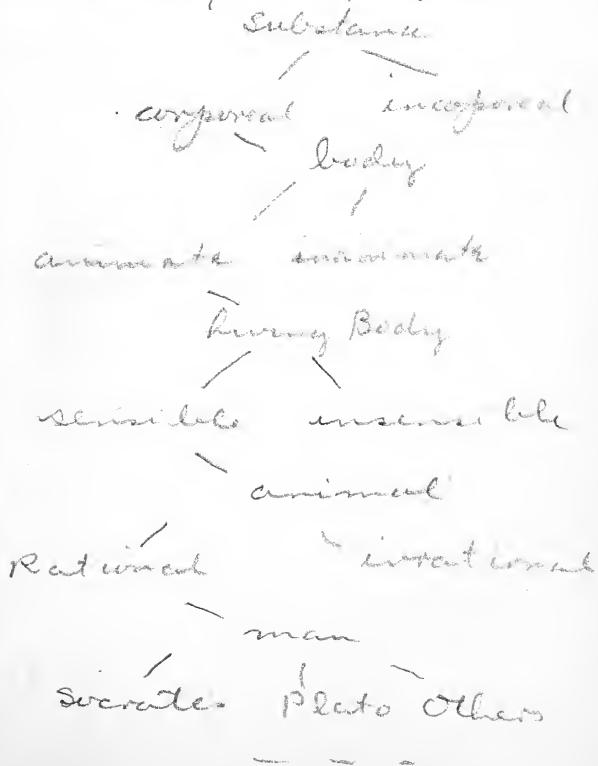 Substance
corporeal incorporeal
body
animate inanimate
living Body
sensible insensible
animal
Rational irrational
man
Socrates Plato Others